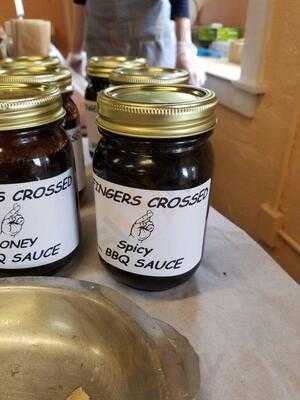 FINGERS CROSSED
Spicy
BBQ SAUCE
S CROSSED
ONEY
Q SAUCE